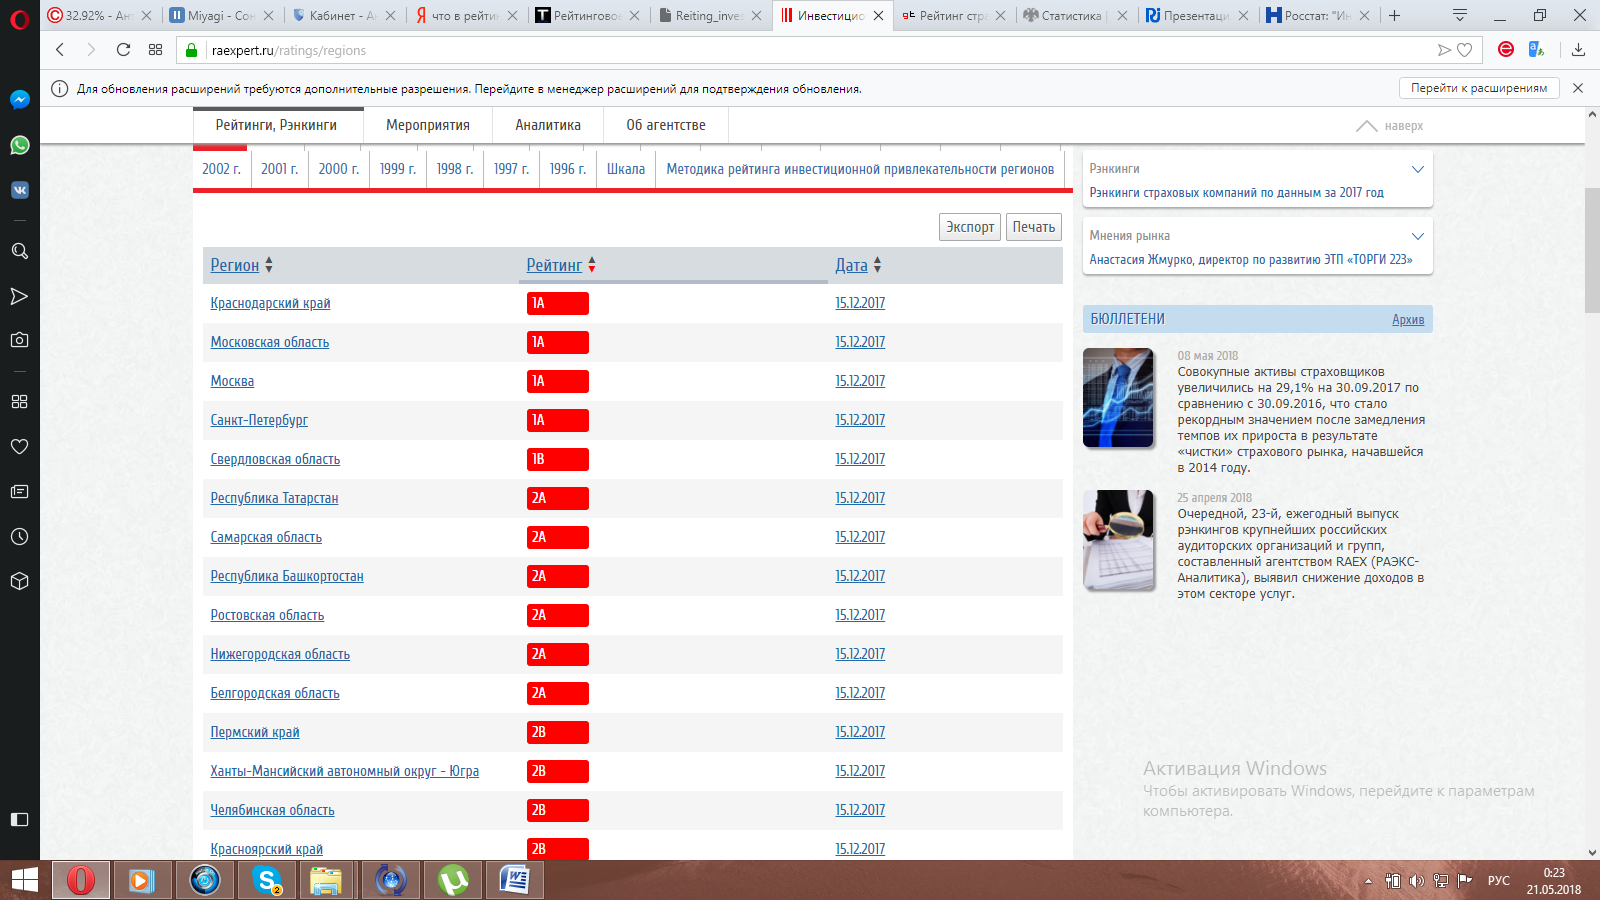 32.92% - Ант
Miyagi - Сон
Кабинет - Ан
что в рейтин
Рейтинговое
Reiting_inves
Инвестицио
Рейтинг стра
Статистика
Презентаци
Росстат: "Ин
raexpert.ru/ratings/regions
Для обновления расширений требуются дополнительные разрешения. Перейдите в менеджер расширений для подтверждения обновления.
Перейти к расширениям
Рейтинги, Рэнкинги
Мероприятия
Аналитика
Об агентстве
наверх
2002 г. 2001 г. 2000 г. 1999 г. 1998 г. 1997 г. 1996 г. Шкала Методика рейтинга инвестиционной привлекательности регионов
Экспорт Печать
Регион Рейтинг Дата
Краснодарский край 1A 15.12.2017
Московская область 1A 15.12.2017
Москва 1A 15.12.2017
Санкт-Петербург 1A 15.12.2017
Свердловская область 1B 15.12.2017
Республика Татарстан 2A 15.12.2017
Самарская область 2A 15.12.2017
Республика Башкортостан 2A 15.12.2017
Ростовская область 2A 15.12.2017
Нижегородская область 2A 15.12.2017
Белгородская область 2A 15.12.2017
Пермский край 2B 15.12.2017
Ханты-Мансийский автономный округ - Югра 2B 15.12.2017
Челябинская область 2B 15.12.2017
Красноярский край 2B 15.12.2017
Рэнкинги
Рэнкинги страховых компаний по данным за 2017 год
Мнения рынка
Анастасия Жмурко, директор по развитию ЭТП «ТОРГИ 223»
БЮЛЛЕТЕНИ Архив
08 мая 2018
Совокупные активы страховщиков
увеличились на 29,1% на 30.09.2017 по
сравнению с 30.09.2016, что стало
рекордным значением после замедления
темпов их прироста в результате
«чистки» страхового рынка, начавшейся
в 2014 году.
25 апреля 2018
Очередной, 23-й, ежегодный выпуск
рэнкингов крупнейших российских
аудиторских организаций и групп,
составленный агентством RAEX (РАЭКС-
Аналитика), выявил снижение доходов в
этом секторе услуг.
Активация Windows
Чтобы активировать Windows, перейдите к параметрам
компьютера.
2
РУС
0:23
21.05.2018